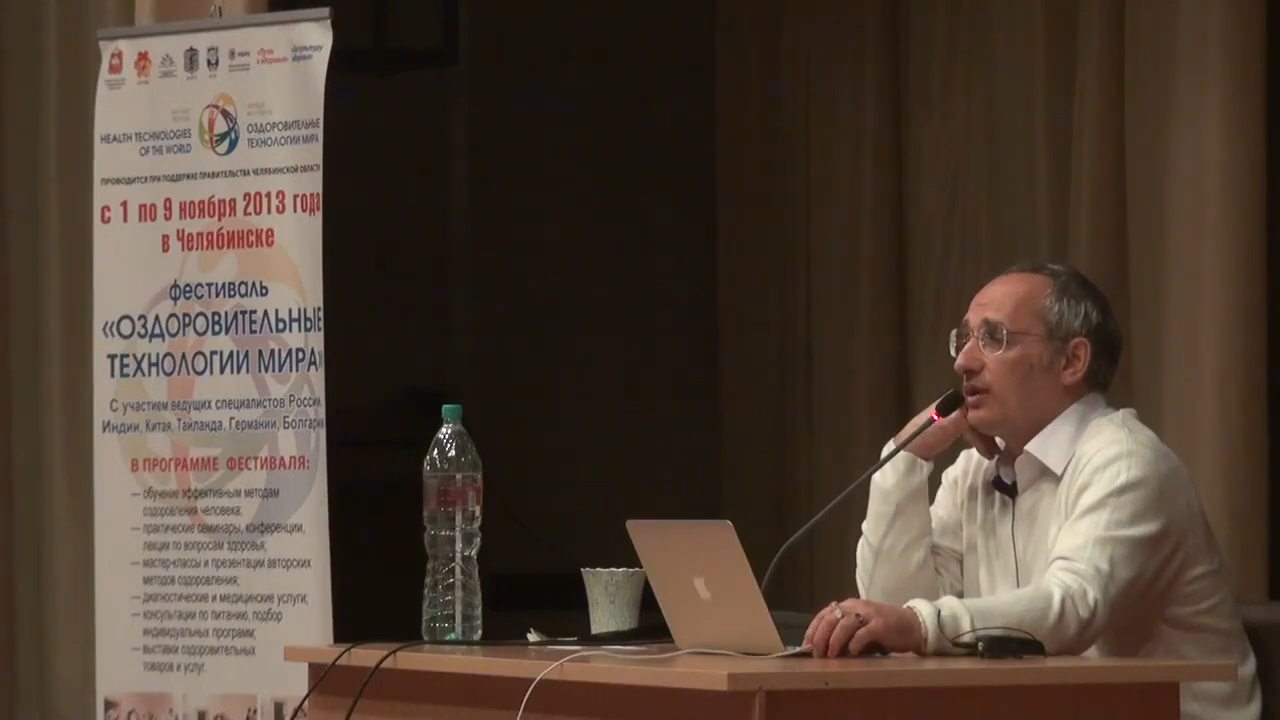 HEALTH TECHNOLOGIES
OF THE WORLD
ОЗДОРОВИТЕЛЬНЫЕ
ТЕХНОЛОГИИ МИРА
ПРОВОДИТСЯ ПРИ ПОДДЕРЖКЕ ПРАВИТЕЛЬСТВА ЧЕЛЯБИНСКОЙ ОБЛАСТИ
с 1 по 9 ноября 2013 года
в Челябинске
фестиваль
«ОЗДОРОВИТЕЛЬНЫЕ
ТЕХНОЛОГИИ МИРА»
С участием ведущих специалистов России,
Индии, Китая, Тайланда, Германии, Болгарии
В ПРОГРАММЕ ФЕСТИВАЛЯ:
— обучение эффективным методам
оздоровления человека;
— практические семинары, конференции,
лекции по вопросам здоровья;
— мастер-классы и презентации авторских
методов оздоровления;
— диагностические и медицинские услуги;
— консультации по питанию, подбор
индивидуальных программ;
— выставки оздоровительных
товаров и услуг.